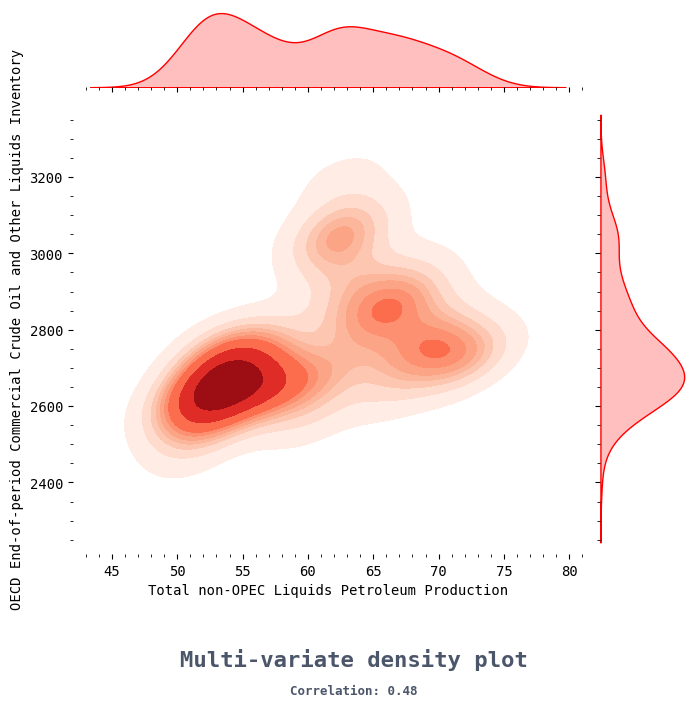 OECD End-of-period Commercial Crude Oil and Other Liquids Inventory
3200
3000
2800
2600
2400
45 50 55 60 65 70 75 80
Total non-OPEC Liquids Petroleum Production
Multi-variate density plot
Correlation: 0.48